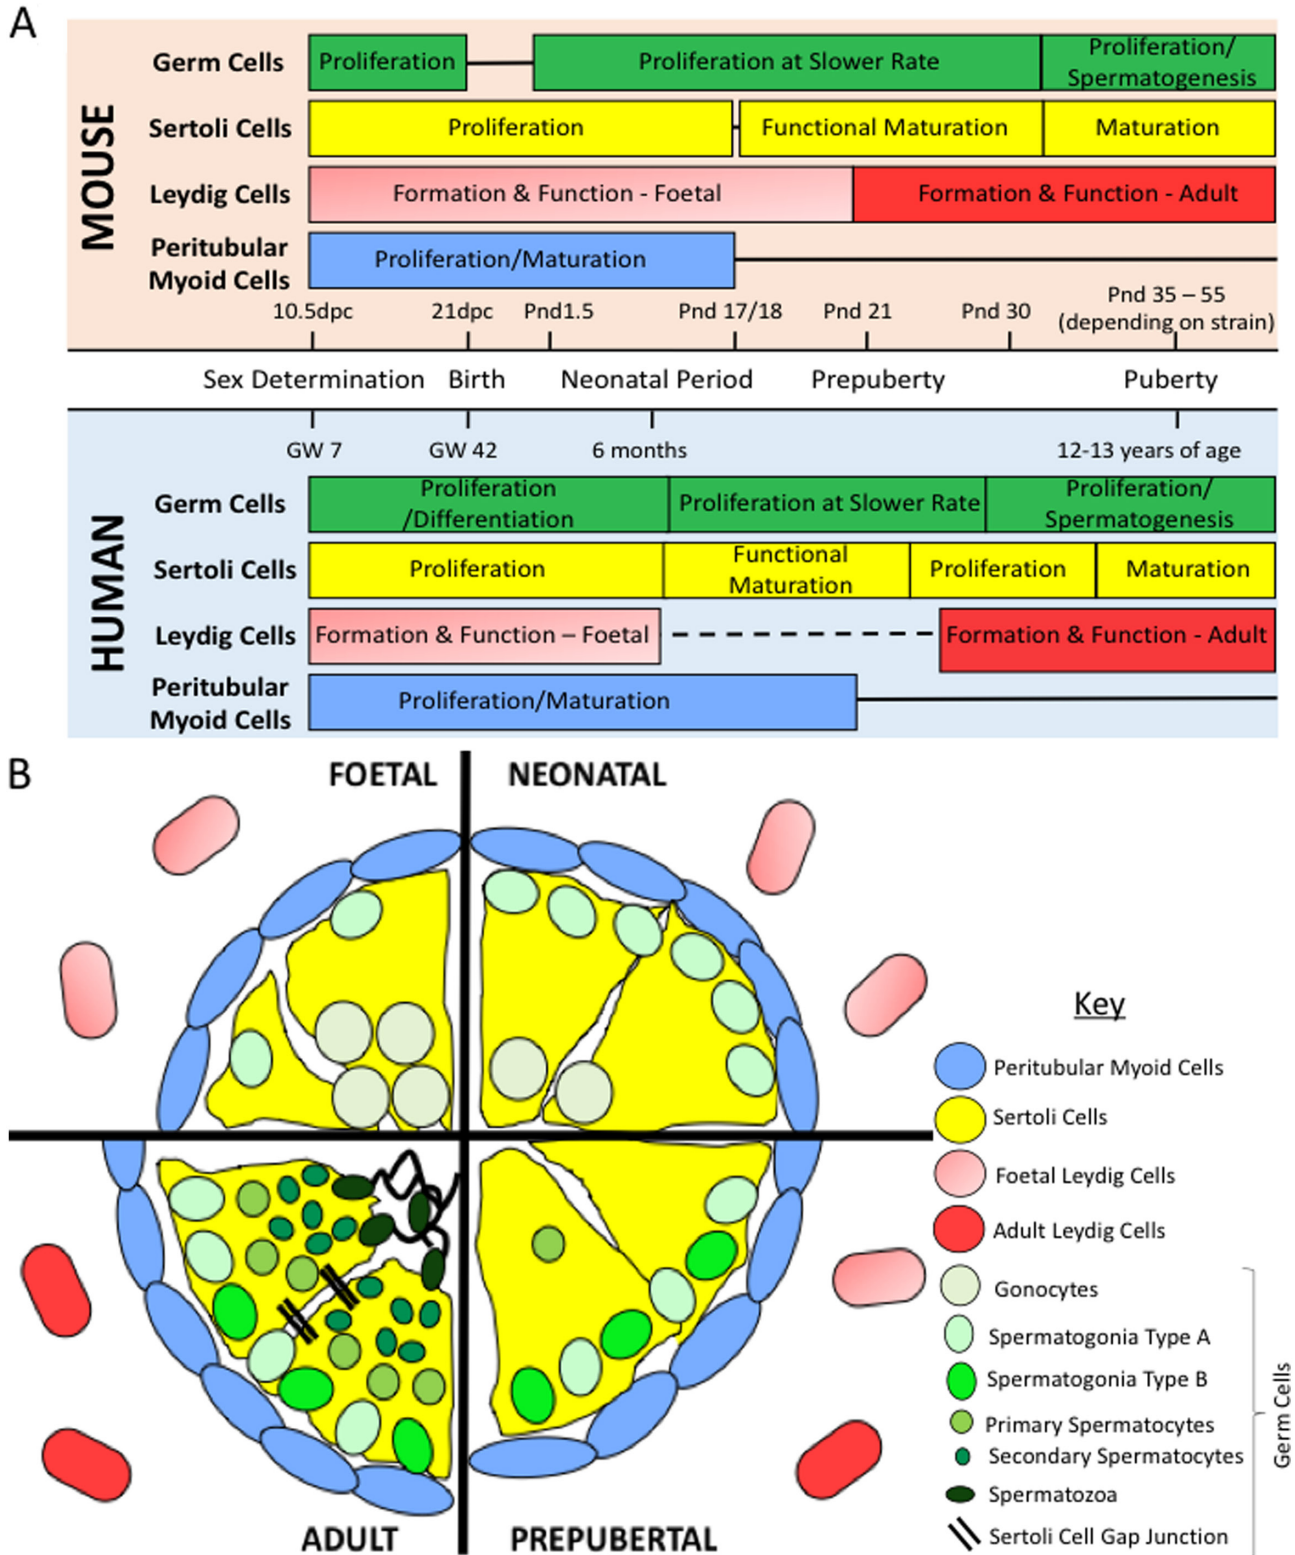 A
MOUSE
Germ Cells
Proliferation
Proliferation at Slower Rate
Proliferation/
Spermatogenesis
Sertoli Cells
Proliferation
Functional Maturation
Maturation
Leydig Cells
Formation & Function - Foetal
Formation & Function - Adult
Peritubular
Myoid Cells
Proliferation/Maturation
10.5dpc
21dpc
Pnd1.5
Pnd 17/18
Pnd 21
Pnd 30
Pnd 35 – 55
(depending on strain)
Sex Determination
Birth
Neonatal Period
Prepuberty
Puberty
GW 7
GW 42
6 months
12-13 years of age
HUMAN
Germ Cells
Proliferation
/Differentiation
Proliferation at Slower Rate
Proliferation/
Spermatogenesis
Sertoli Cells
Proliferation
Functional
Maturation
Proliferation
Maturation
Leydig Cells
Formation & Function – Foetal
Formation & Function - Adult
Peritubular
Myoid Cells
Proliferation/Maturation
B
FOETAL
NEONATAL
ADULT
PREPUBERTAL
Key
Peritubular Myoid Cells
Sertoli Cells
Foetal Leydig Cells
Adult Leydig Cells
Gonocytes
Spermatogonia Type A
Spermatogonia Type B
Primary Spermatocytes
Secondary Spermatocytes
Spermatozoa
Sertoli Cell Gap Junction
Germ Cells